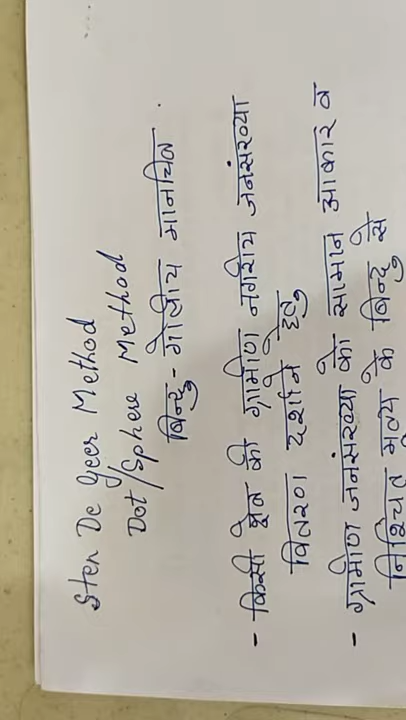 Sten De Geer Method
Dot/Sphere Method
बिन्दु-गोलीय मानचित्र
- किसी क्षेत्र की ग्रामीण नगरीय जनसंख्या
वितरण दर्शाने हेतु
- ग्रामीण जनसंख्या को सामान आकार व
निश्चित मूल्य के बिन्दु से